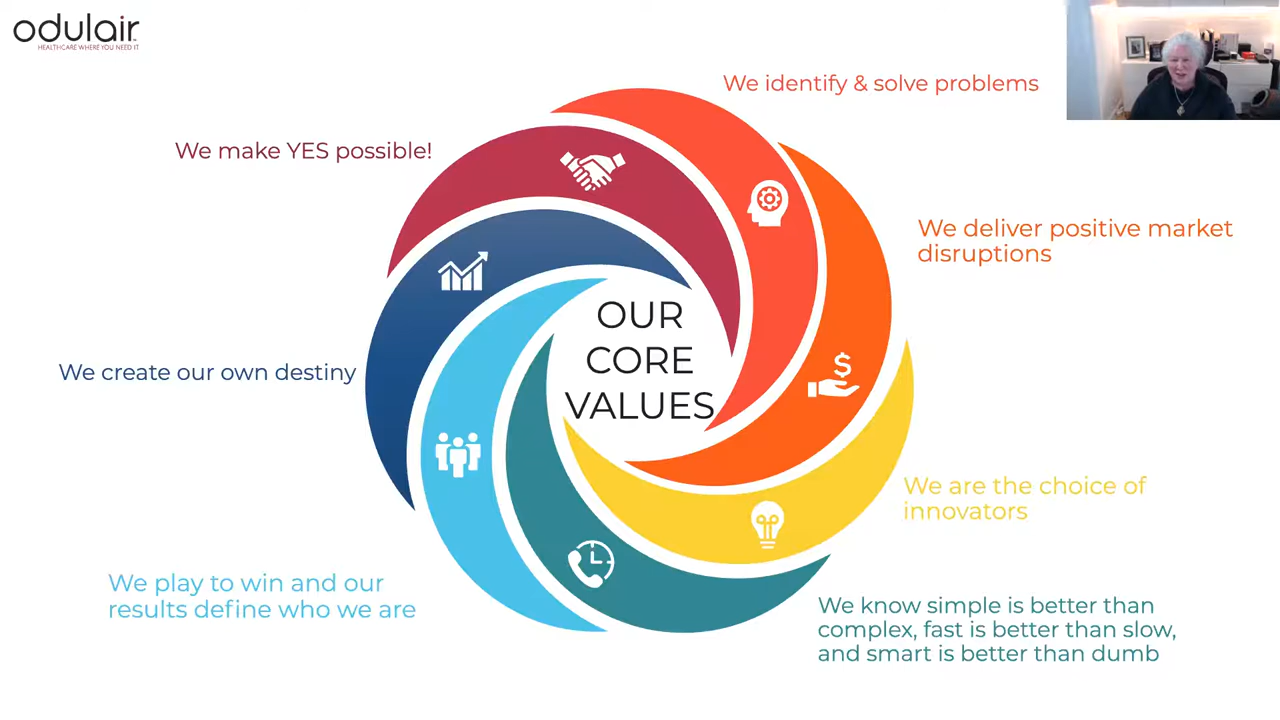 odulair
HEALTHCARE WHERE YOU NEED IT
We identify & solve problems
We make YES possible!
We deliver positive market
disruptions
OUR
CORE
VALUES
We create our own destiny
We are the choice of
innovators
We play to win and our
results define who we are
We know simple is better than
complex, fast is better than slow,
and smart is better than dumb
$